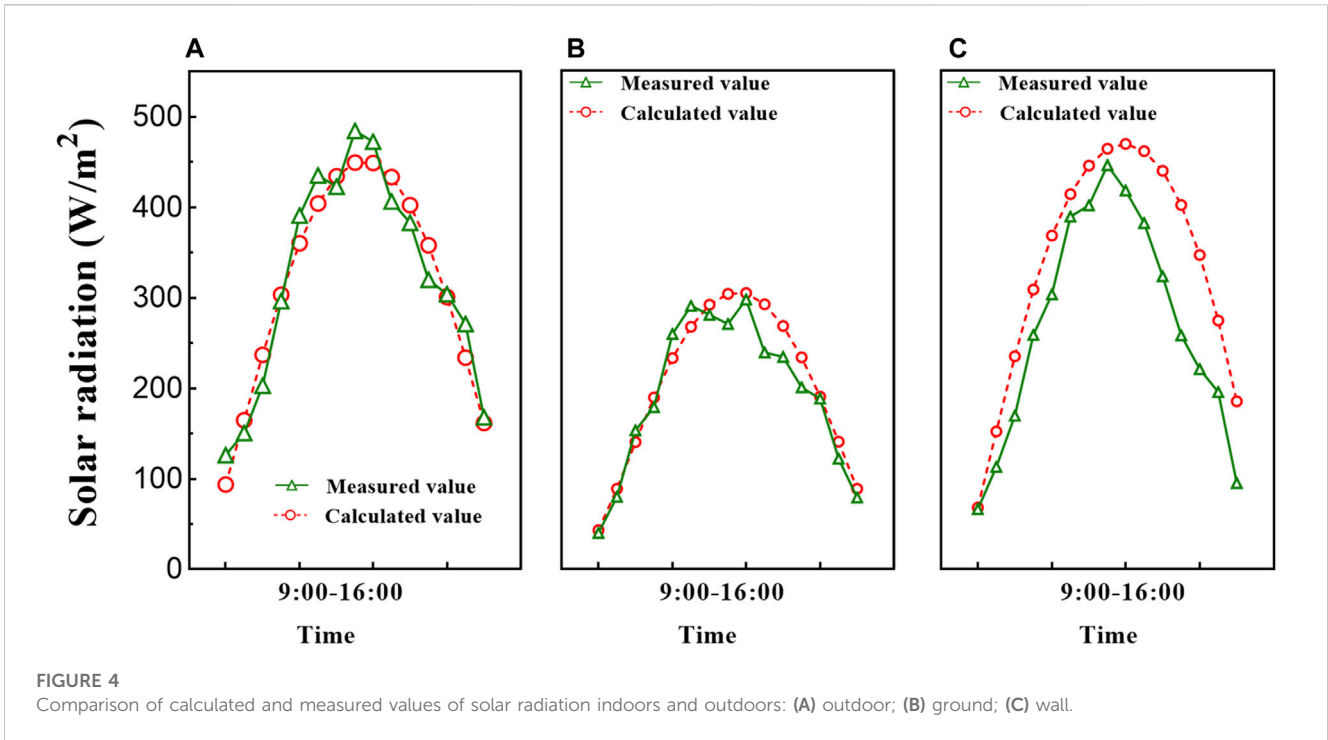 A
B
C
Solar radiation (W/m²)
500
400
300
200
100
0
Measured value
Calculated value
9:00-16:00
Time
Measured value
Calculated value
9:00-16:00
Time
Measured value
Calculated value
9:00-16:00
Time
FIGURE 4
Comparison of calculated and measured values of solar radiation indoors and outdoors: (A) outdoor; (B) ground; (C) wall.